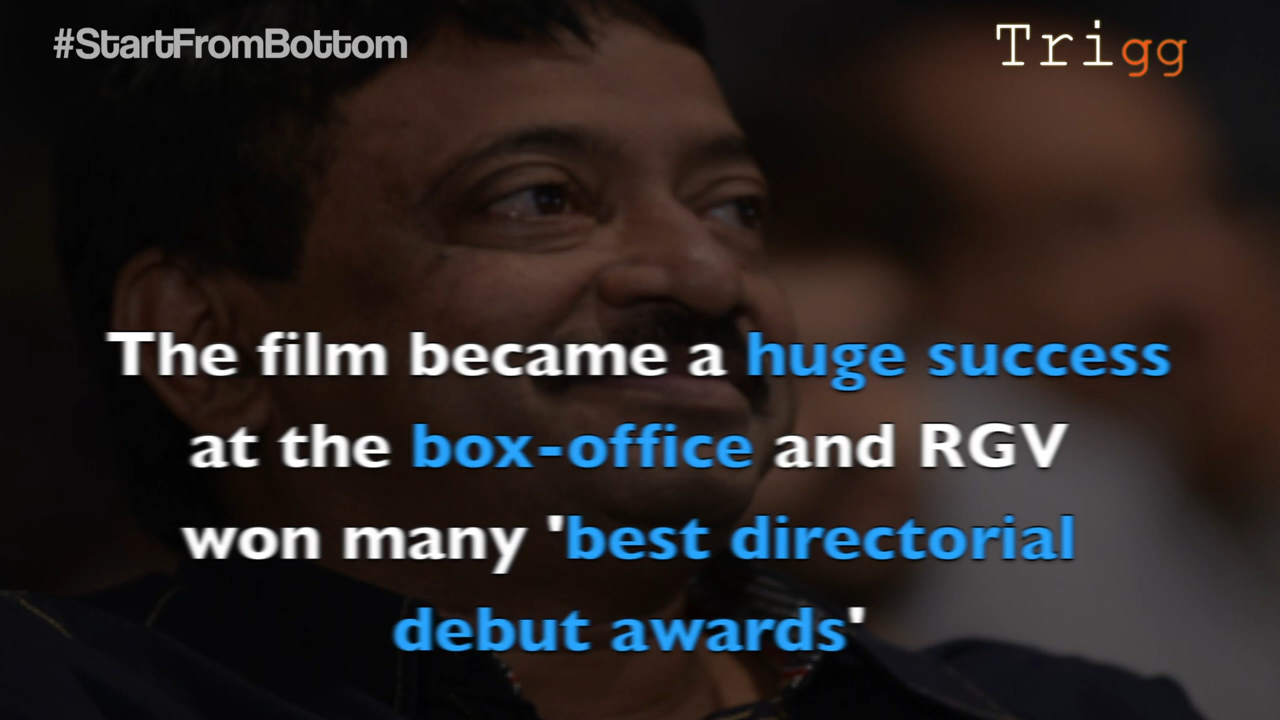 #StartFromBottom
Trigg
The film became a huge success
at the box-office and RGV
won many 'best directorial
debut awards'